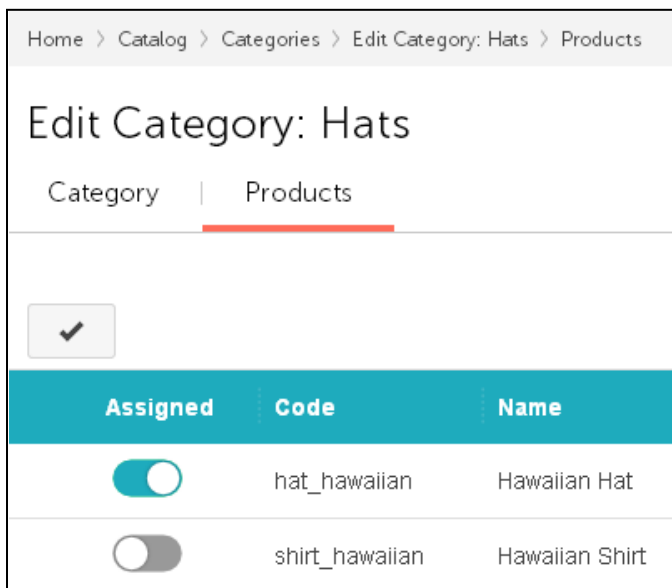 Home > Catalog > Categories > Edit Category: Hats > Products
Edit Category: Hats
Category | Products
Assigned Code Name
hat_hawaiian Hawaiian Hat
shirt_hawaiian Hawaiian Shirt